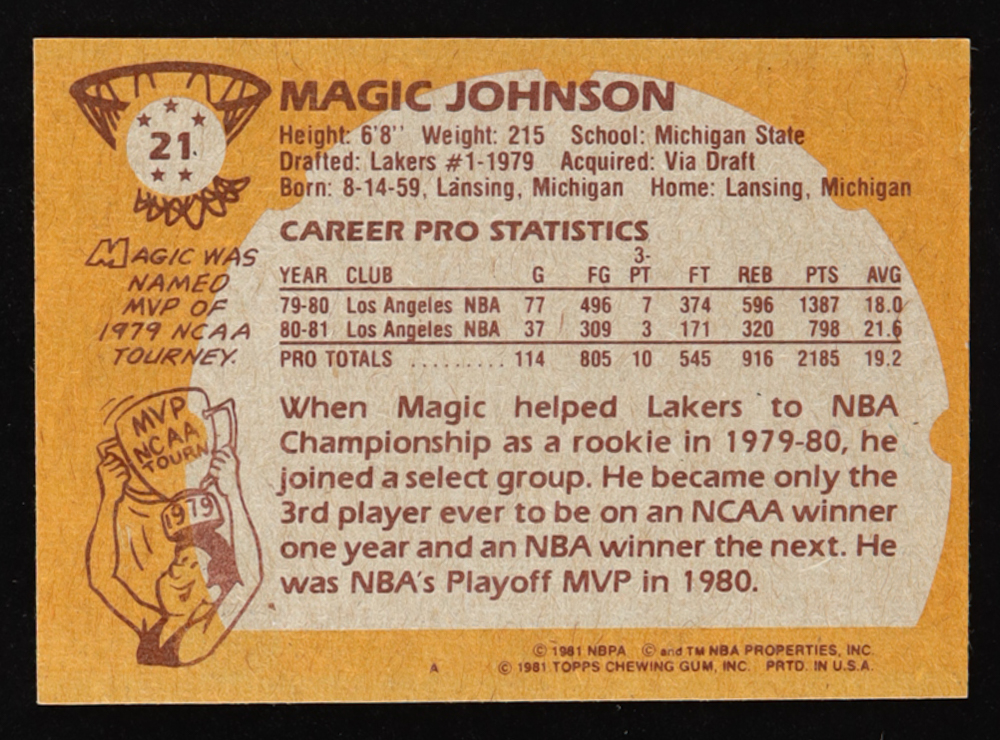 21
MAGIC JOHNSON
Height: 6'8'' Weight: 215 School: Michigan State
Drafted: Lakers #1-1979 Acquired: Via Draft
Born: 8-14-59, Lansing, Michigan Home: Lansing, Michigan
MAGIC WAS
NAMED
MVP OF
1979 NCAA
TOURNEY.
CAREER PRO STATISTICS
YEAR CLUB G FG 3-PT FT REB PTS AVG
79-80 Los Angeles NBA 77 496 7 374 596 1387 18.0
80-81 Los Angeles NBA 37 309 3 171 320 798 21.6
PRO TOTALS ......... 114 805 10 545 916 2185 19.2
MVP
NCAA
TOURN
1979
When Magic helped Lakers to NBA
Championship as a rookie in 1979-80, he
joined a select group. He became only the
3rd player ever to be on an NCAA winner
one year and an NBA winner the next. He
was NBA's Playoff MVP in 1980.
© 1981 NBPA © and TM NBA PROPERTIES, INC.
A © 1981 TOPPS CHEWING GUM, INC. PRTD. IN U.S.A.